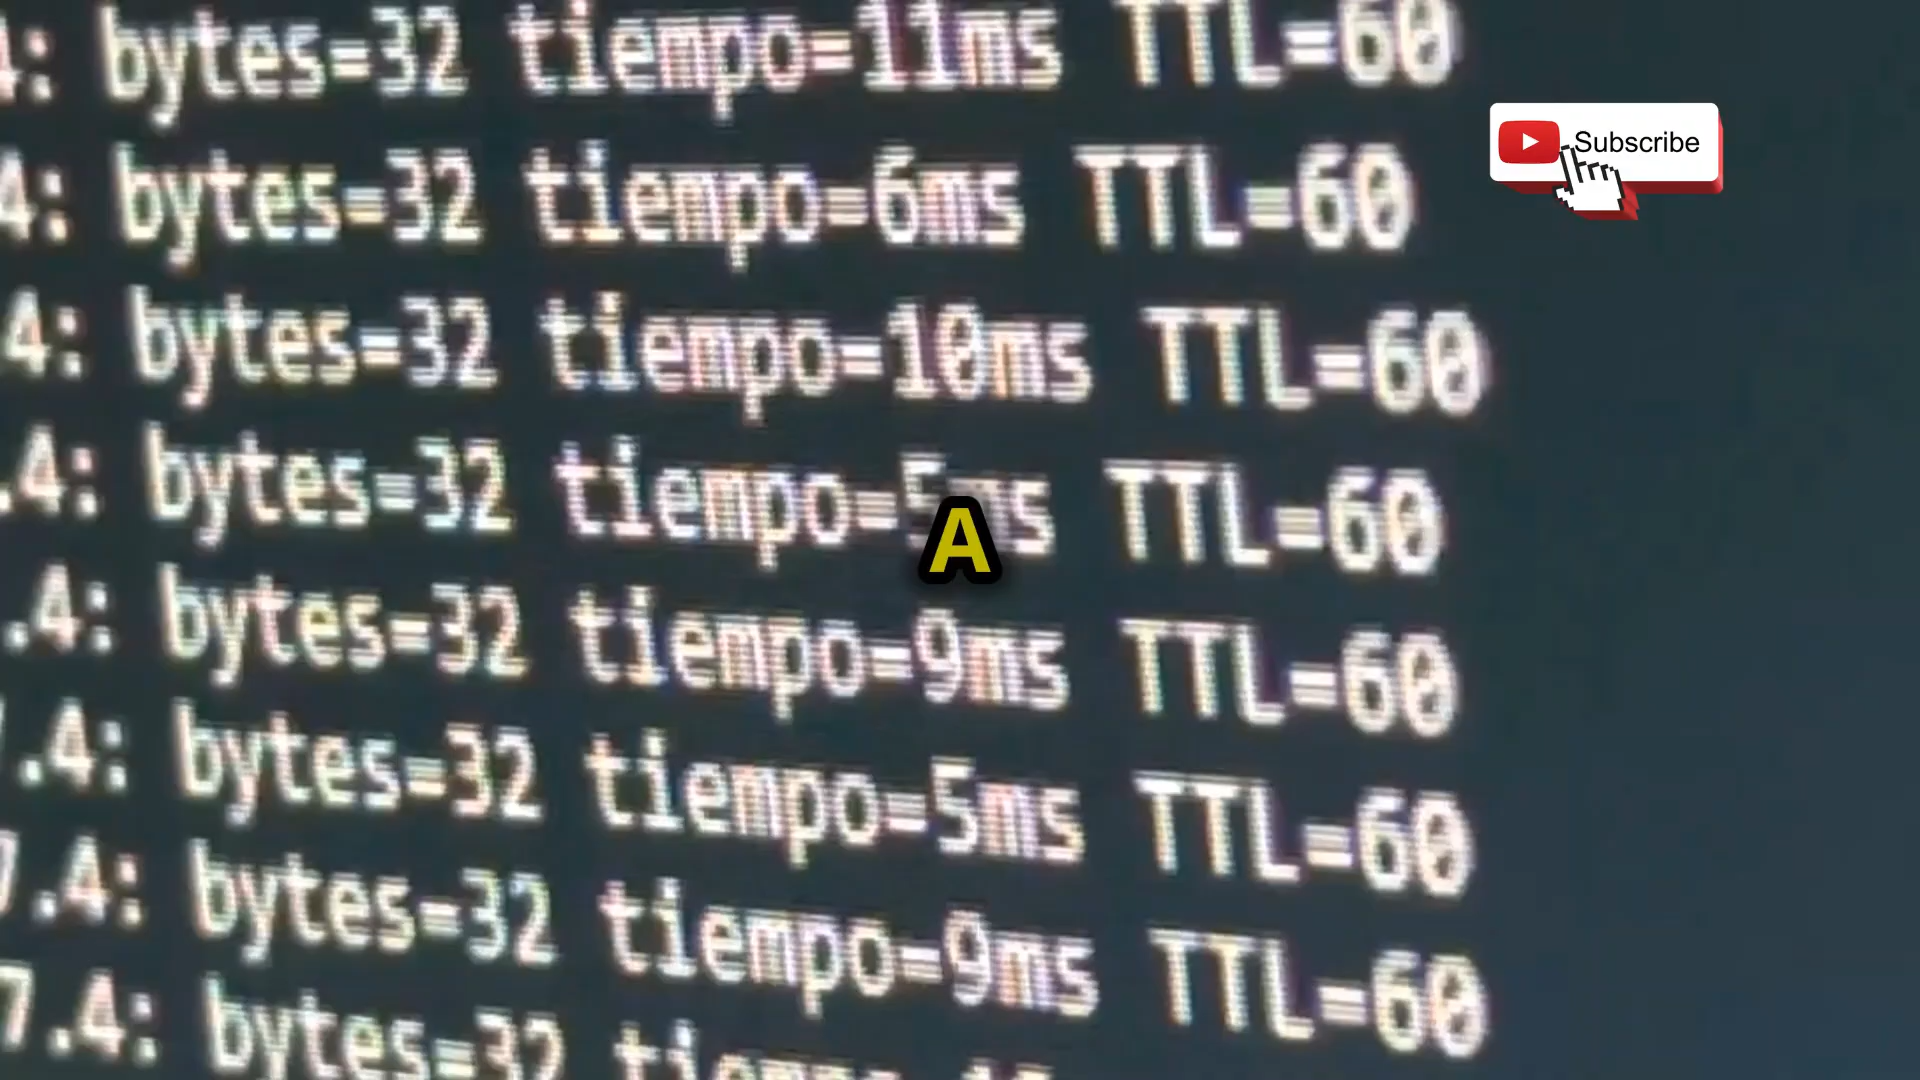 4: bytes=32 tiempo=11ms TTL=60
Subscribe
4: bytes=32 tiempo=6ms TTL=60
4: bytes=32 tiempo=10ms TTL=60
.4: bytes=32 tiempo=5ms TTL=60
A
.4: bytes=32 tiempo=9ms TTL=60
.4: bytes=32 tiempo=5ms TTL=60
7.4: bytes=32 tiempo=9ms TTL=60
7.4: bytes=32